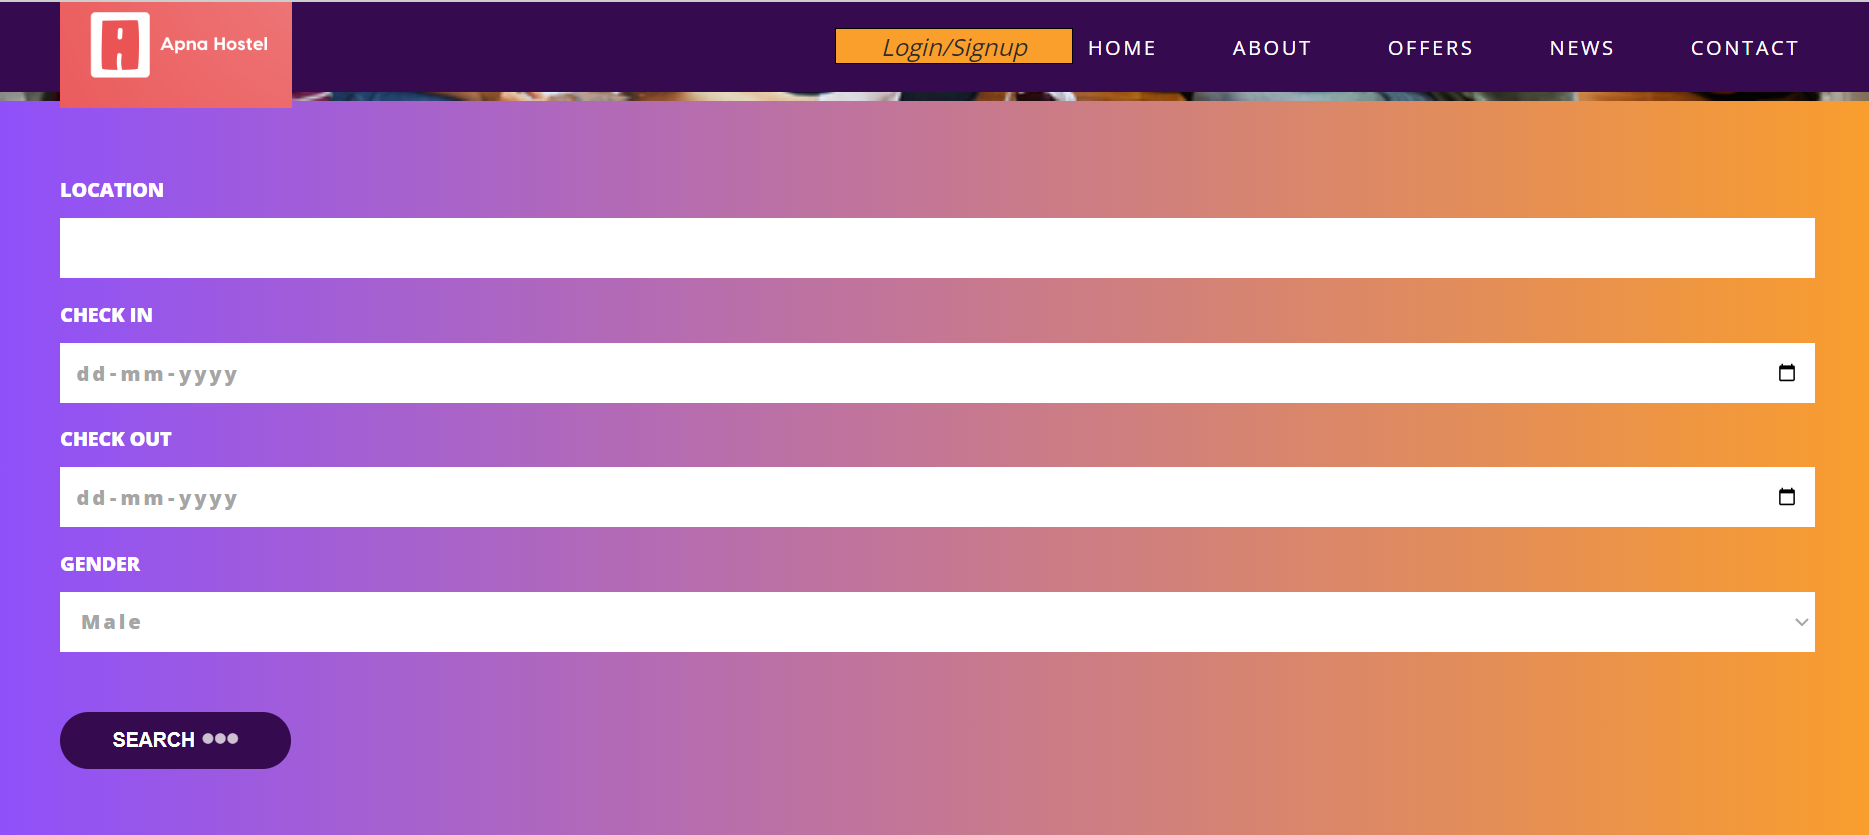 Apna Hostel
Login/Signup HOME ABOUT OFFERS NEWS CONTACT
LOCATION
CHECK IN
dd-mm-yyyy
CHECK OUT
dd-mm-yyyy
GENDER
Male
SEARCH